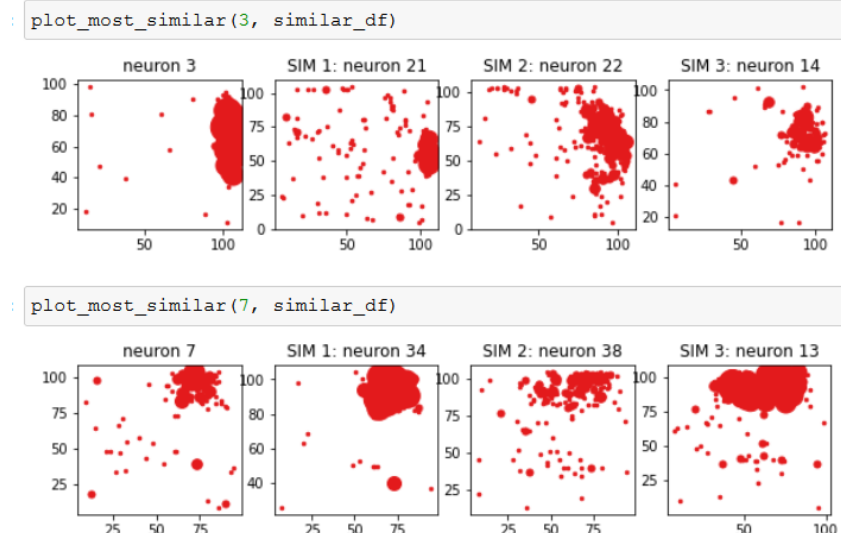 plot_most_similar(3, similar_df)
neuron 3 SIM 1: neuron 21 SIM 2: neuron 22 SIM 3: neuron 14
100 80 60 40 20
100 75 50 25 0
100 75 50 25 0
100 80 60 40 20
50 100 50 100 50 100 50 100
plot_most_similar(7, similar_df)
neuron 7 SIM 1: neuron 34 SIM 2: neuron 38 SIM 3: neuron 13
100 75 50 25
100 80 60 40
100 75 50 25
100 75 50 25
25 50 75 25 50 75 25 50 75 50 100